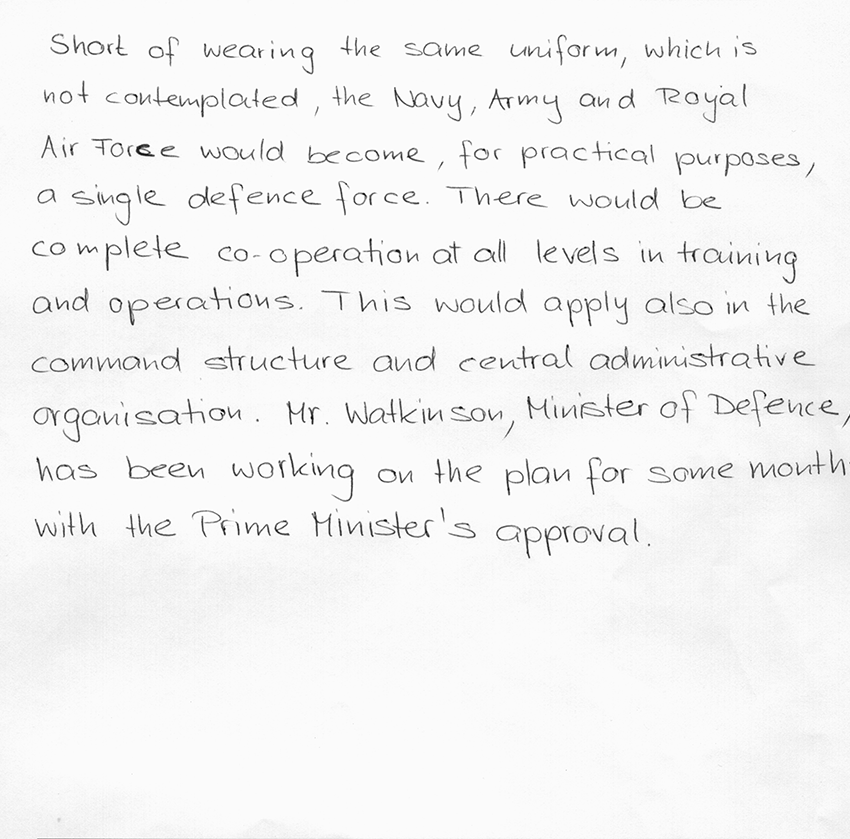 Short of wearing the same uniform, which is
not contemplated, the Navy, Army and Royal
Air Force would become, for practical purposes,
a single defence force. There would be
complete co-operation at all levels in training
and operations. This would apply also in the
command structure and central administrative
organisation. Mr. Watkinson, Minister of Defence,
has been working on the plan for some month
with the Prime Minister's approval.